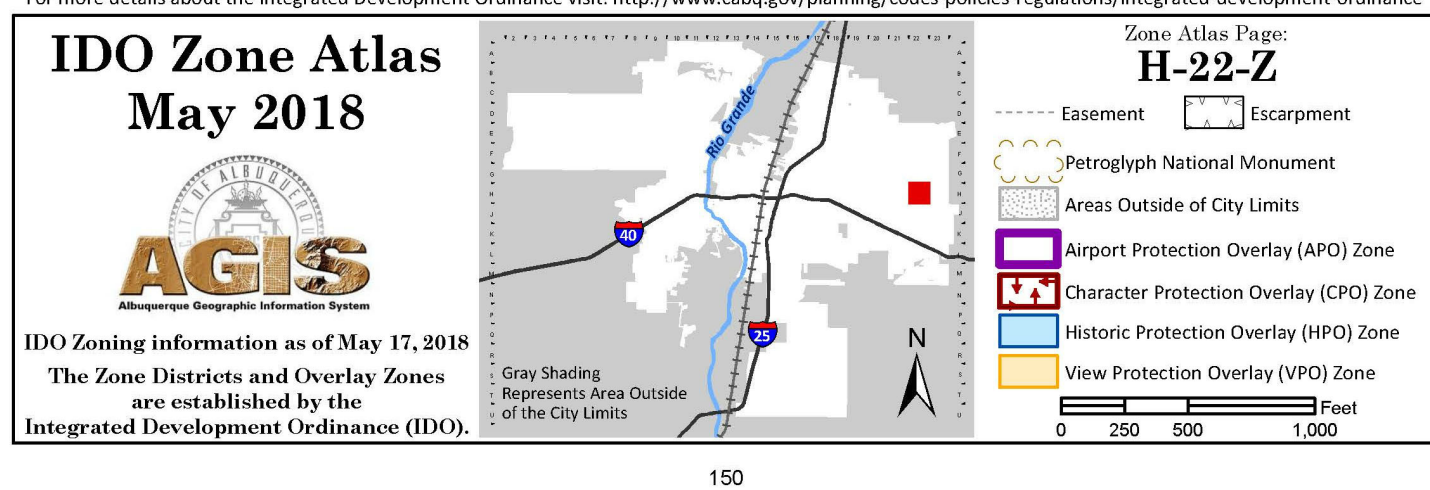 For more details about the Integrated Development Ordinance visit: http://www.cabq.gov/planning/codes-policies-regulations/integrated-development-ordinance
IDO Zone Atlas
May 2018
CITY OF ALBUQUERQUE
AGIS
Albuquerque Geographic Information System
IDO Zoning information as of May 17, 2018
The Zone Districts and Overlay Zones
are established by the
Integrated Development Ordinance (IDO).
Rio Grande
40
25
N
Gray Shading
Represents Area Outside
of the City Limits
Zone Atlas Page:
H-22-Z
Easement
Escarpment
Petroglyph National Monument
Areas Outside of City Limits
Airport Protection Overlay (APO) Zone
Character Protection Overlay (CPO) Zone
Historic Protection Overlay (HPO) Zone
View Protection Overlay (VPO) Zone
Feet
0 250 500 1,000
150